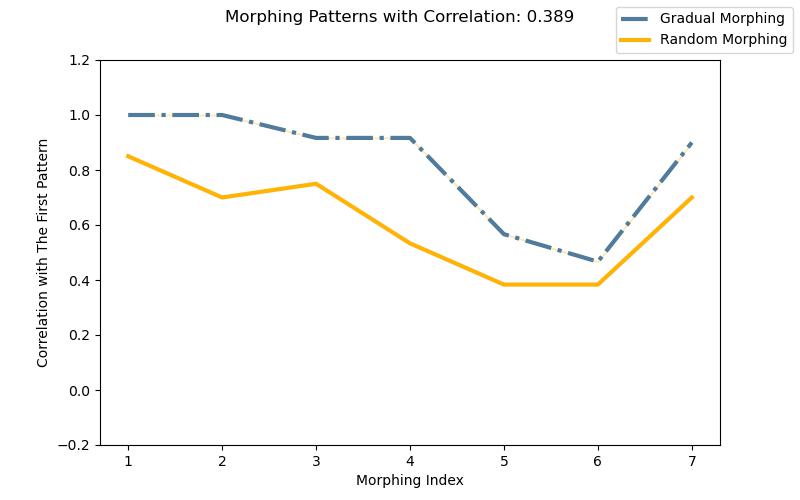 Morphing Patterns with Correlation: 0.389
Gradual Morphing
Random Morphing
1.2
1.0
0.8
0.6
0.4
0.2
0.0
−0.2
Correlation with The First Pattern
1 2 3 4 5 6 7
Morphing Index